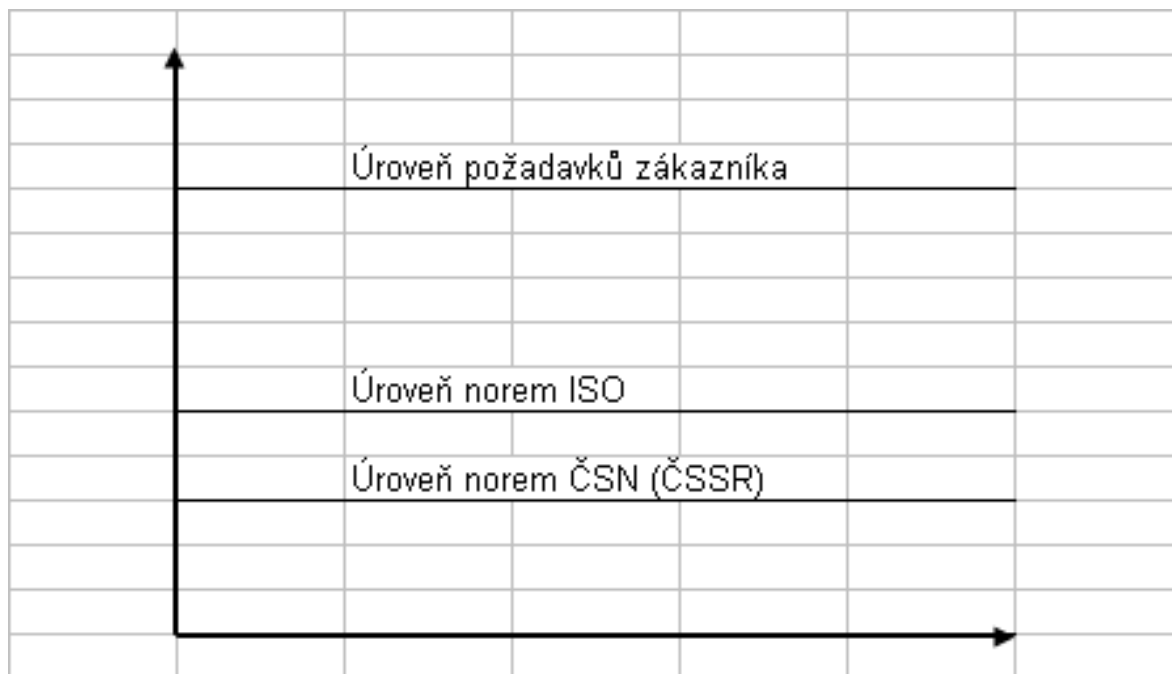 Úroveň požadavků zákazníka
Úroveň norem ISO
Úroveň norem ČSN (ČSSR)